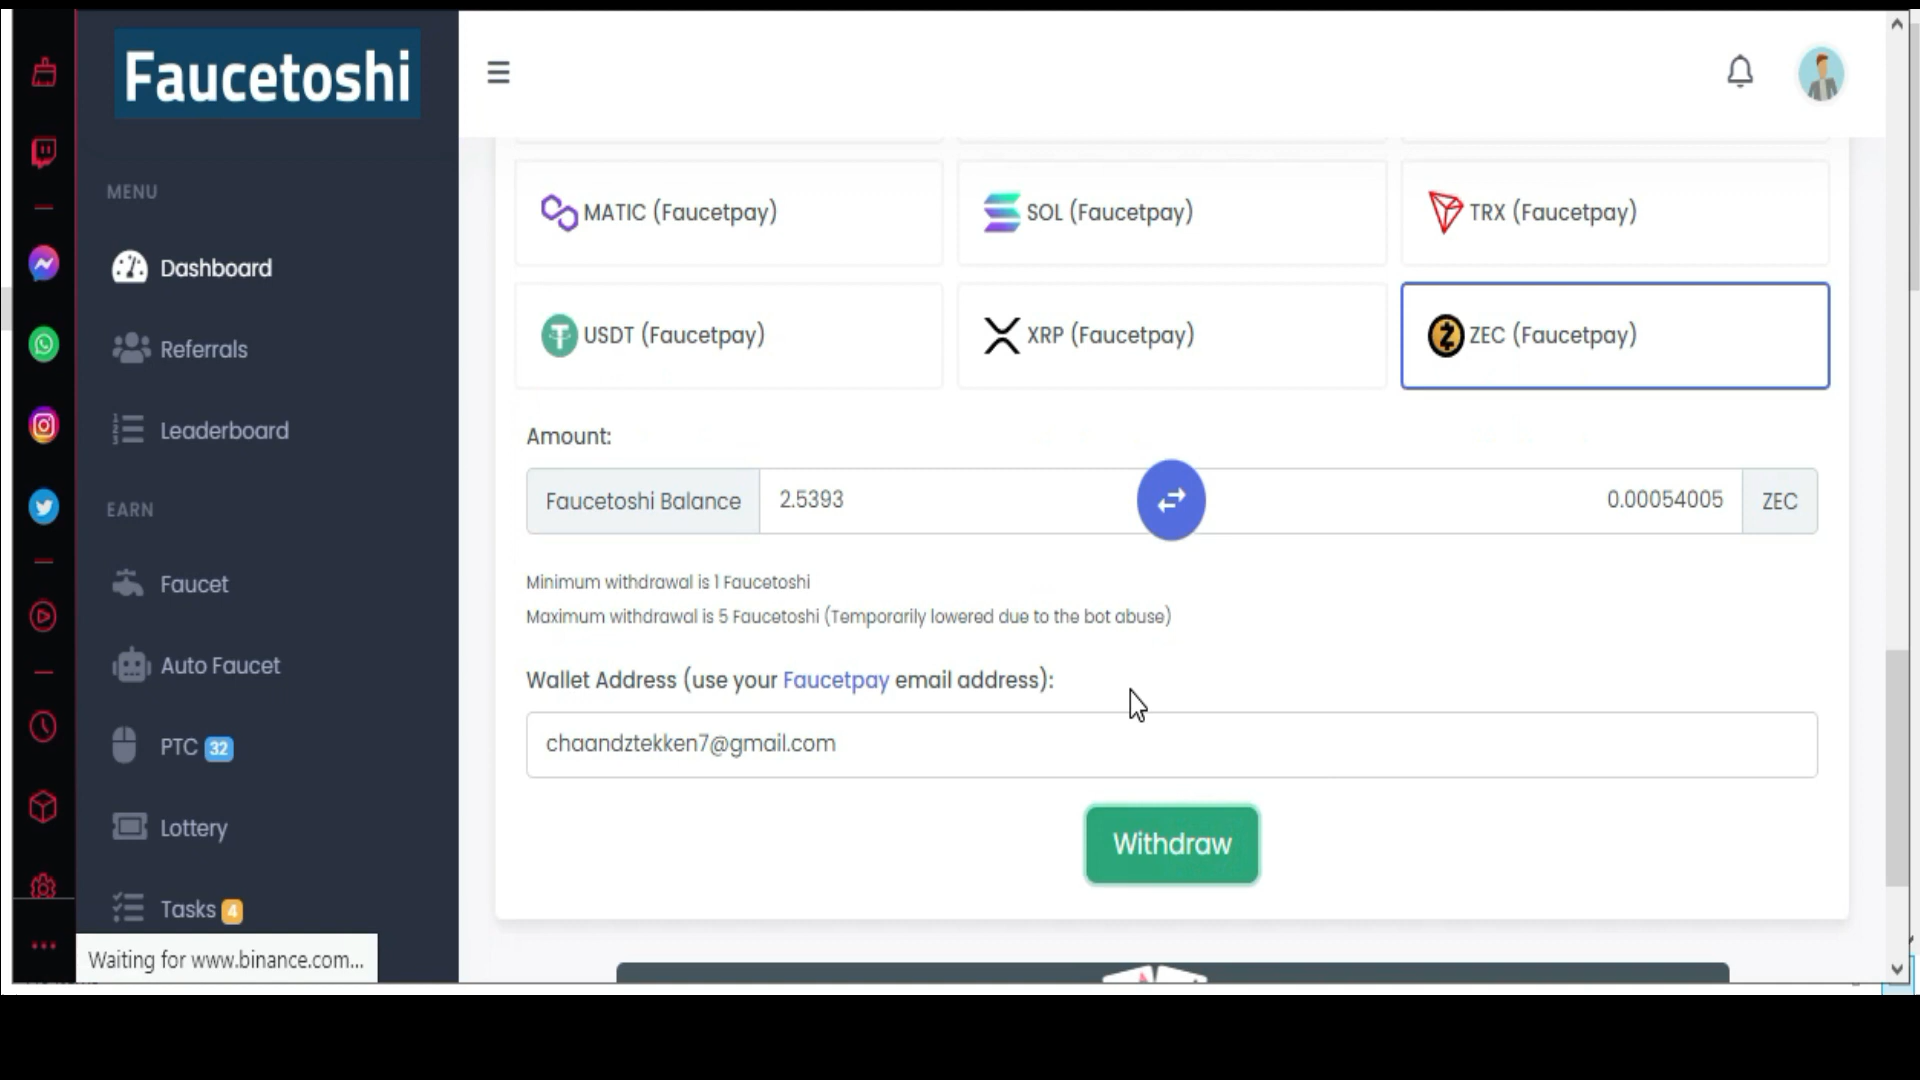 Faucetoshi
MENU
Dashboard
Referrals
Leaderboard
EARN
Faucet
Auto Faucet
PTC 32
Lottery
Tasks 4
Waiting for www.binance.com...
MATIC (Faucetpay)
SOL (Faucetpay)
TRX (Faucetpay)
USDT (Faucetpay)
XRP (Faucetpay)
ZEC (Faucetpay)
Amount:
Faucetoshi Balance 2.5393 0.00054005 ZEC
Minimum withdrawal is 1 Faucetoshi
Maximum withdrawal is 5 Faucetoshi (Temporarily lowered due to the bot abuse)
Wallet Address (use your Faucetpay email address):
chaandztekken7@gmail.com
Withdraw